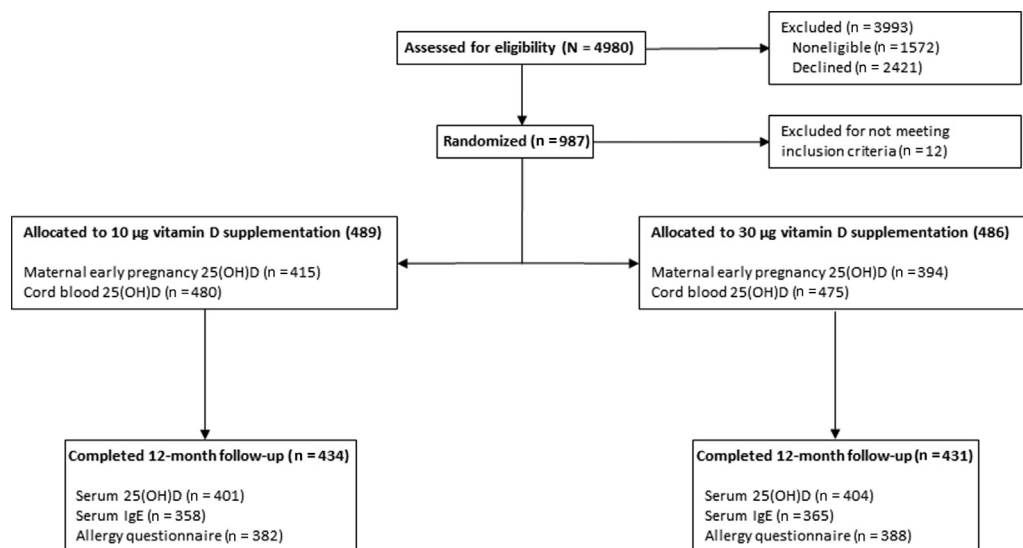 Assessed for eligibility (N = 4980)
Excluded (n = 3993)
Noneligible (n = 1572)
Declined (n = 2421)
Randomized (n = 987)
Excluded for not meeting
inclusion criteria (n = 12)
Allocated to 10 µg vitamin D supplementation (489)
Maternal early pregnancy 25(OH)D (n = 415)
Cord blood 25(OH)D (n = 480)
Allocated to 30 µg vitamin D supplementation (486)
Maternal early pregnancy 25(OH)D (n = 394)
Cord blood 25(OH)D (n = 475)
Completed 12-month follow-up (n = 434)
Serum 25(OH)D (n = 401)
Serum IgE (n = 358)
Allergy questionnaire (n = 382)
Completed 12-month follow-up (n = 431)
Serum 25(OH)D (n = 404)
Serum IgE (n = 365)
Allergy questionnaire (n = 388)